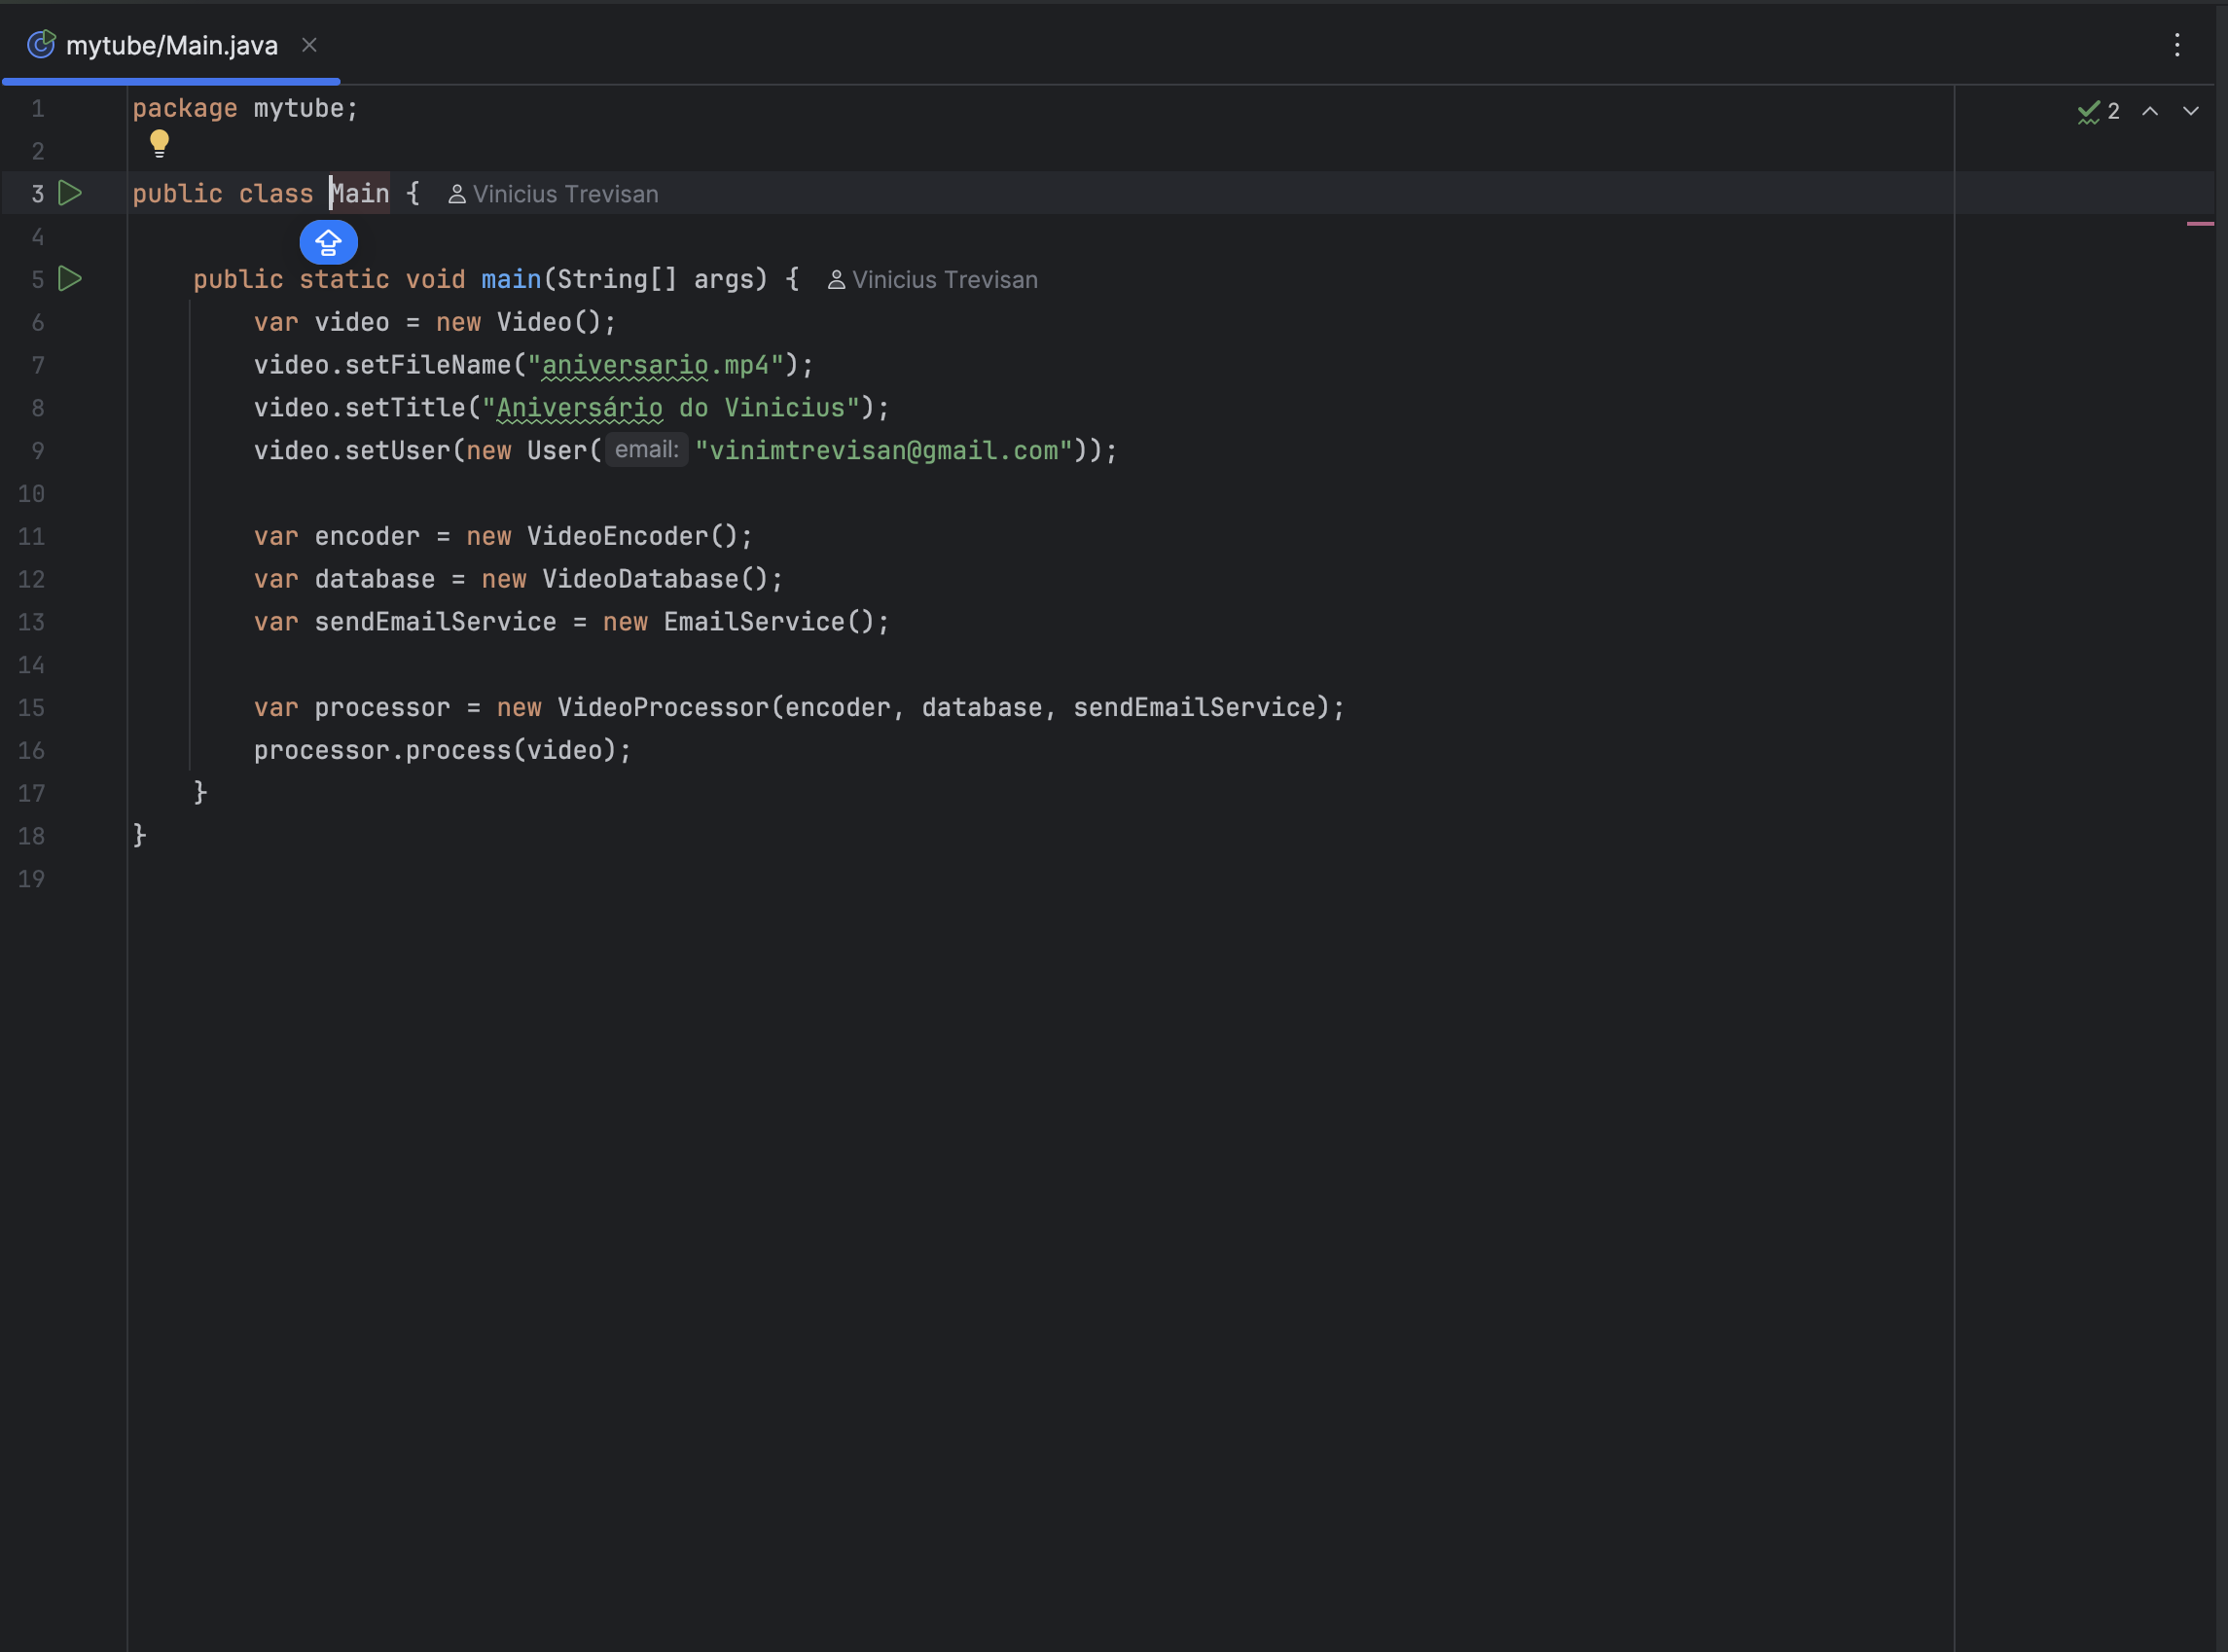 mytube/Main.java
1 package mytube; 2
2
3 public class Main { Vinicius Trevisan
4
5 public static void main(String[] args) { Vinicius Trevisan
6 var video = new Video();
7 video.setFileName("aniversario.mp4");
8 video.setTitle("Aniversário do Vinicius");
9 video.setUser(new User( email: "vinimtrevisan@gmail.com"));
10
11 var encoder = new VideoEncoder();
12 var database = new VideoDatabase();
13 var sendEmailService = new EmailService();
14
15 var processor = new VideoProcessor(encoder, database, sendEmailService);
16 processor.process(video);
17 }
18 }
19